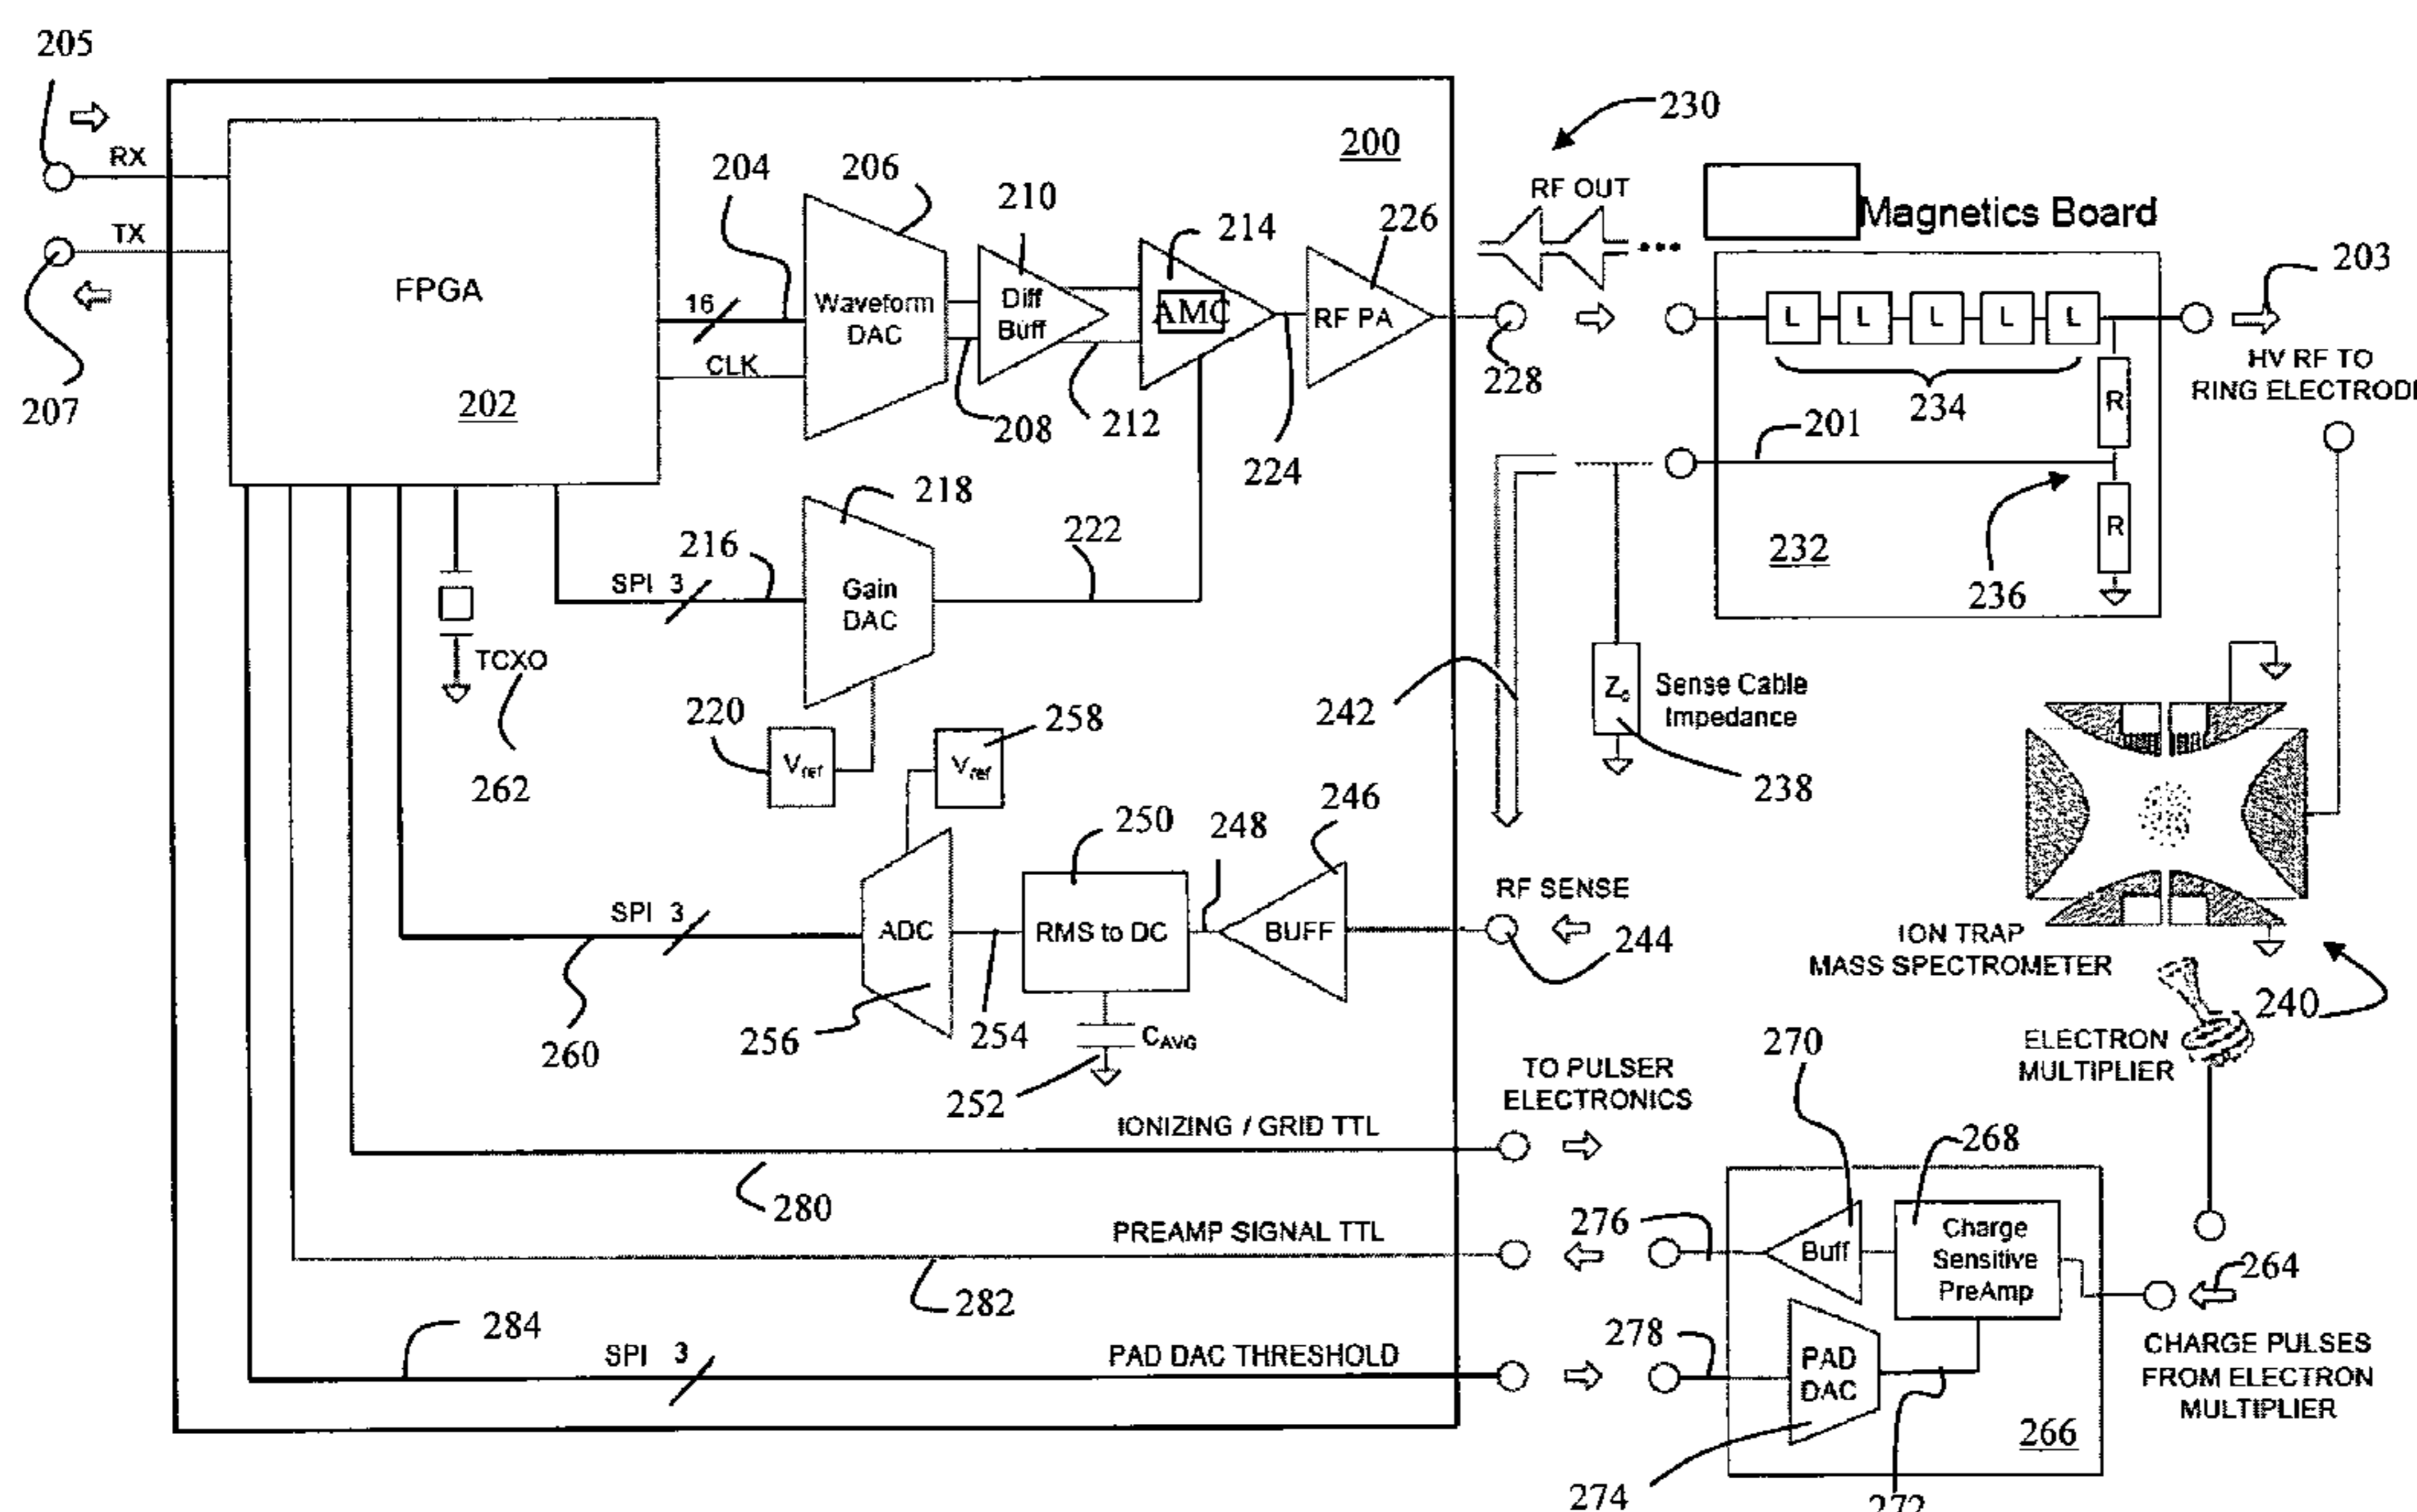 205
RX
TX
207
FPGA
202
16
204
CLK
206
Waveform
DAC
208
210
Diff
Buff
212
214
AMC
224
226
RF PA
200
228
230
RF OUT
Magnetics Board
L L L L L
234
R
R
201
232
236
203
HV RF TO
RING ELECTROD
216
SPI 3
218
Gain
DAC
222
TCXO
262
220
Vref
258
Vref
242
Zo
Sense Cable
Impedance
238
246
BUFF
248
250
RMS to DC
254
ADC
256
SPI 3
260
CAVG
252
RF SENSE
244
ION TRAP
MASS SPECTROMETER
240
ELECTRON
MULTIPLIER
TO PULSER
ELECTRONICS
IONIZING / GRID TTL
280
PREAMP SIGNAL TTL
282
284
SPI 3
PAD DAC THRESHOLD
270
268
276
Buff
Charge
Sensitive
PreAmp
264
278
PAD
DAC
266
CHARGE PULSES
FROM ELECTRON
MULTIPLIER
274
272